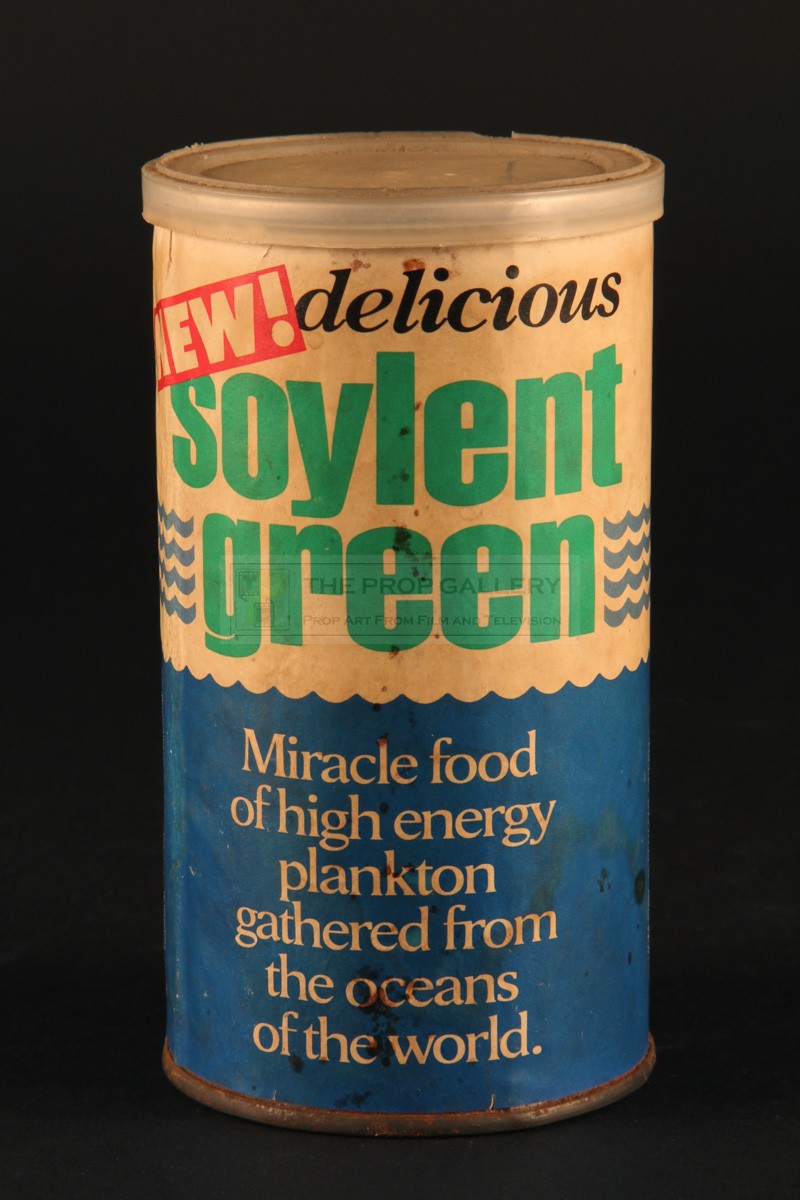 NEW! delicious
soylent
green
THE PROP GALLERY
PROP ART FROM FILM AND TELEVISION
Miracle food
of high energy
plankton
gathered from
the oceans
of the world.